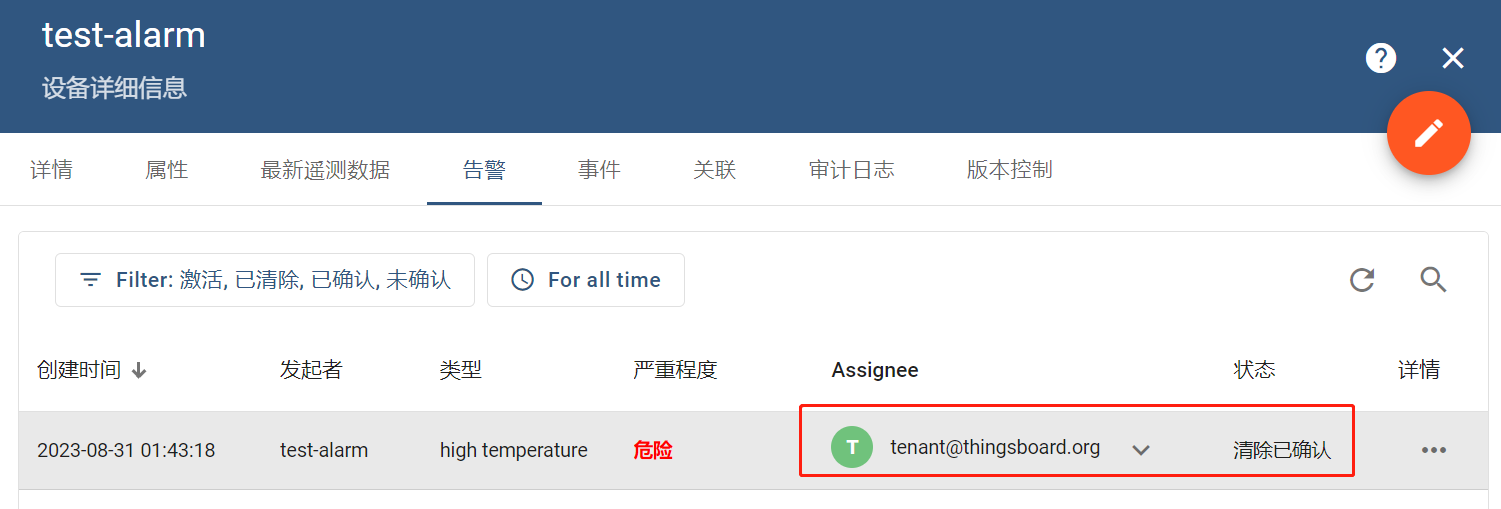 test-alarm
设备详细信息
详情 属性 最新遥测数据 告警 事件 关联 审计日志 版本控制
Filter: 激活, 已清除, 已确认, 未确认 For all time
创建时间 发起者 类型 严重程度 Assignee 状态 详情
2023-08-31 01:43:18 test-alarm high temperature 危险 T tenant@thingsboard.org 清除已确认